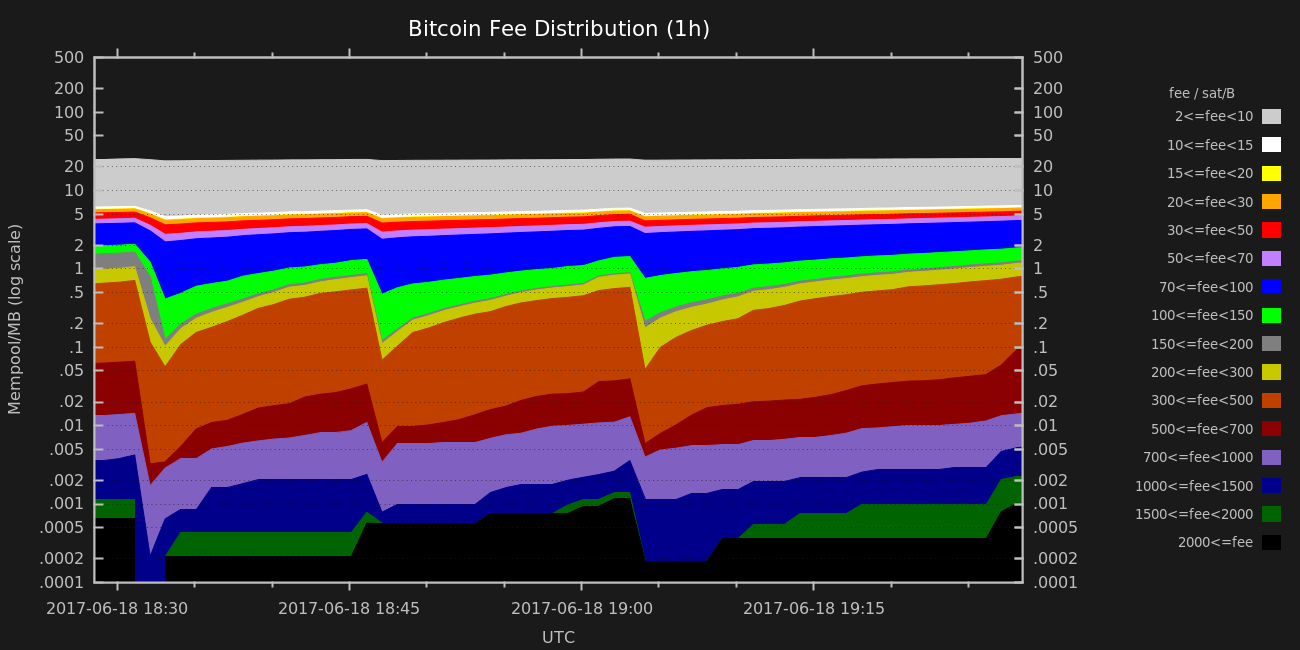 Bitcoin Fee Distribution (1h)
500 500
200 200
100 100
50 50
20 20
10 10
5 5
2 2
1 1
.5 .5
.2 .2
.1 .1
.05 .05
.02 .02
.01 .01
.005 .005
.002 .002
.001 .001
.0005 .0005
.0002 .0002
.0001 .0001
Mempool/MB (log scale)
2017-06-18 18:30 2017-06-18 18:45 2017-06-18 19:00 2017-06-18 19:15
UTC
fee / sat/B
2<=fee<10
10<=fee<15
15<=fee<20
20<=fee<30
30<=fee<50
50<=fee<70
70<=fee<100
100<=fee<150
150<=fee<200
200<=fee<300
300<=fee<500
500<=fee<700
700<=fee<1000
1000<=fee<1500
1500<=fee<2000
2000<=fee